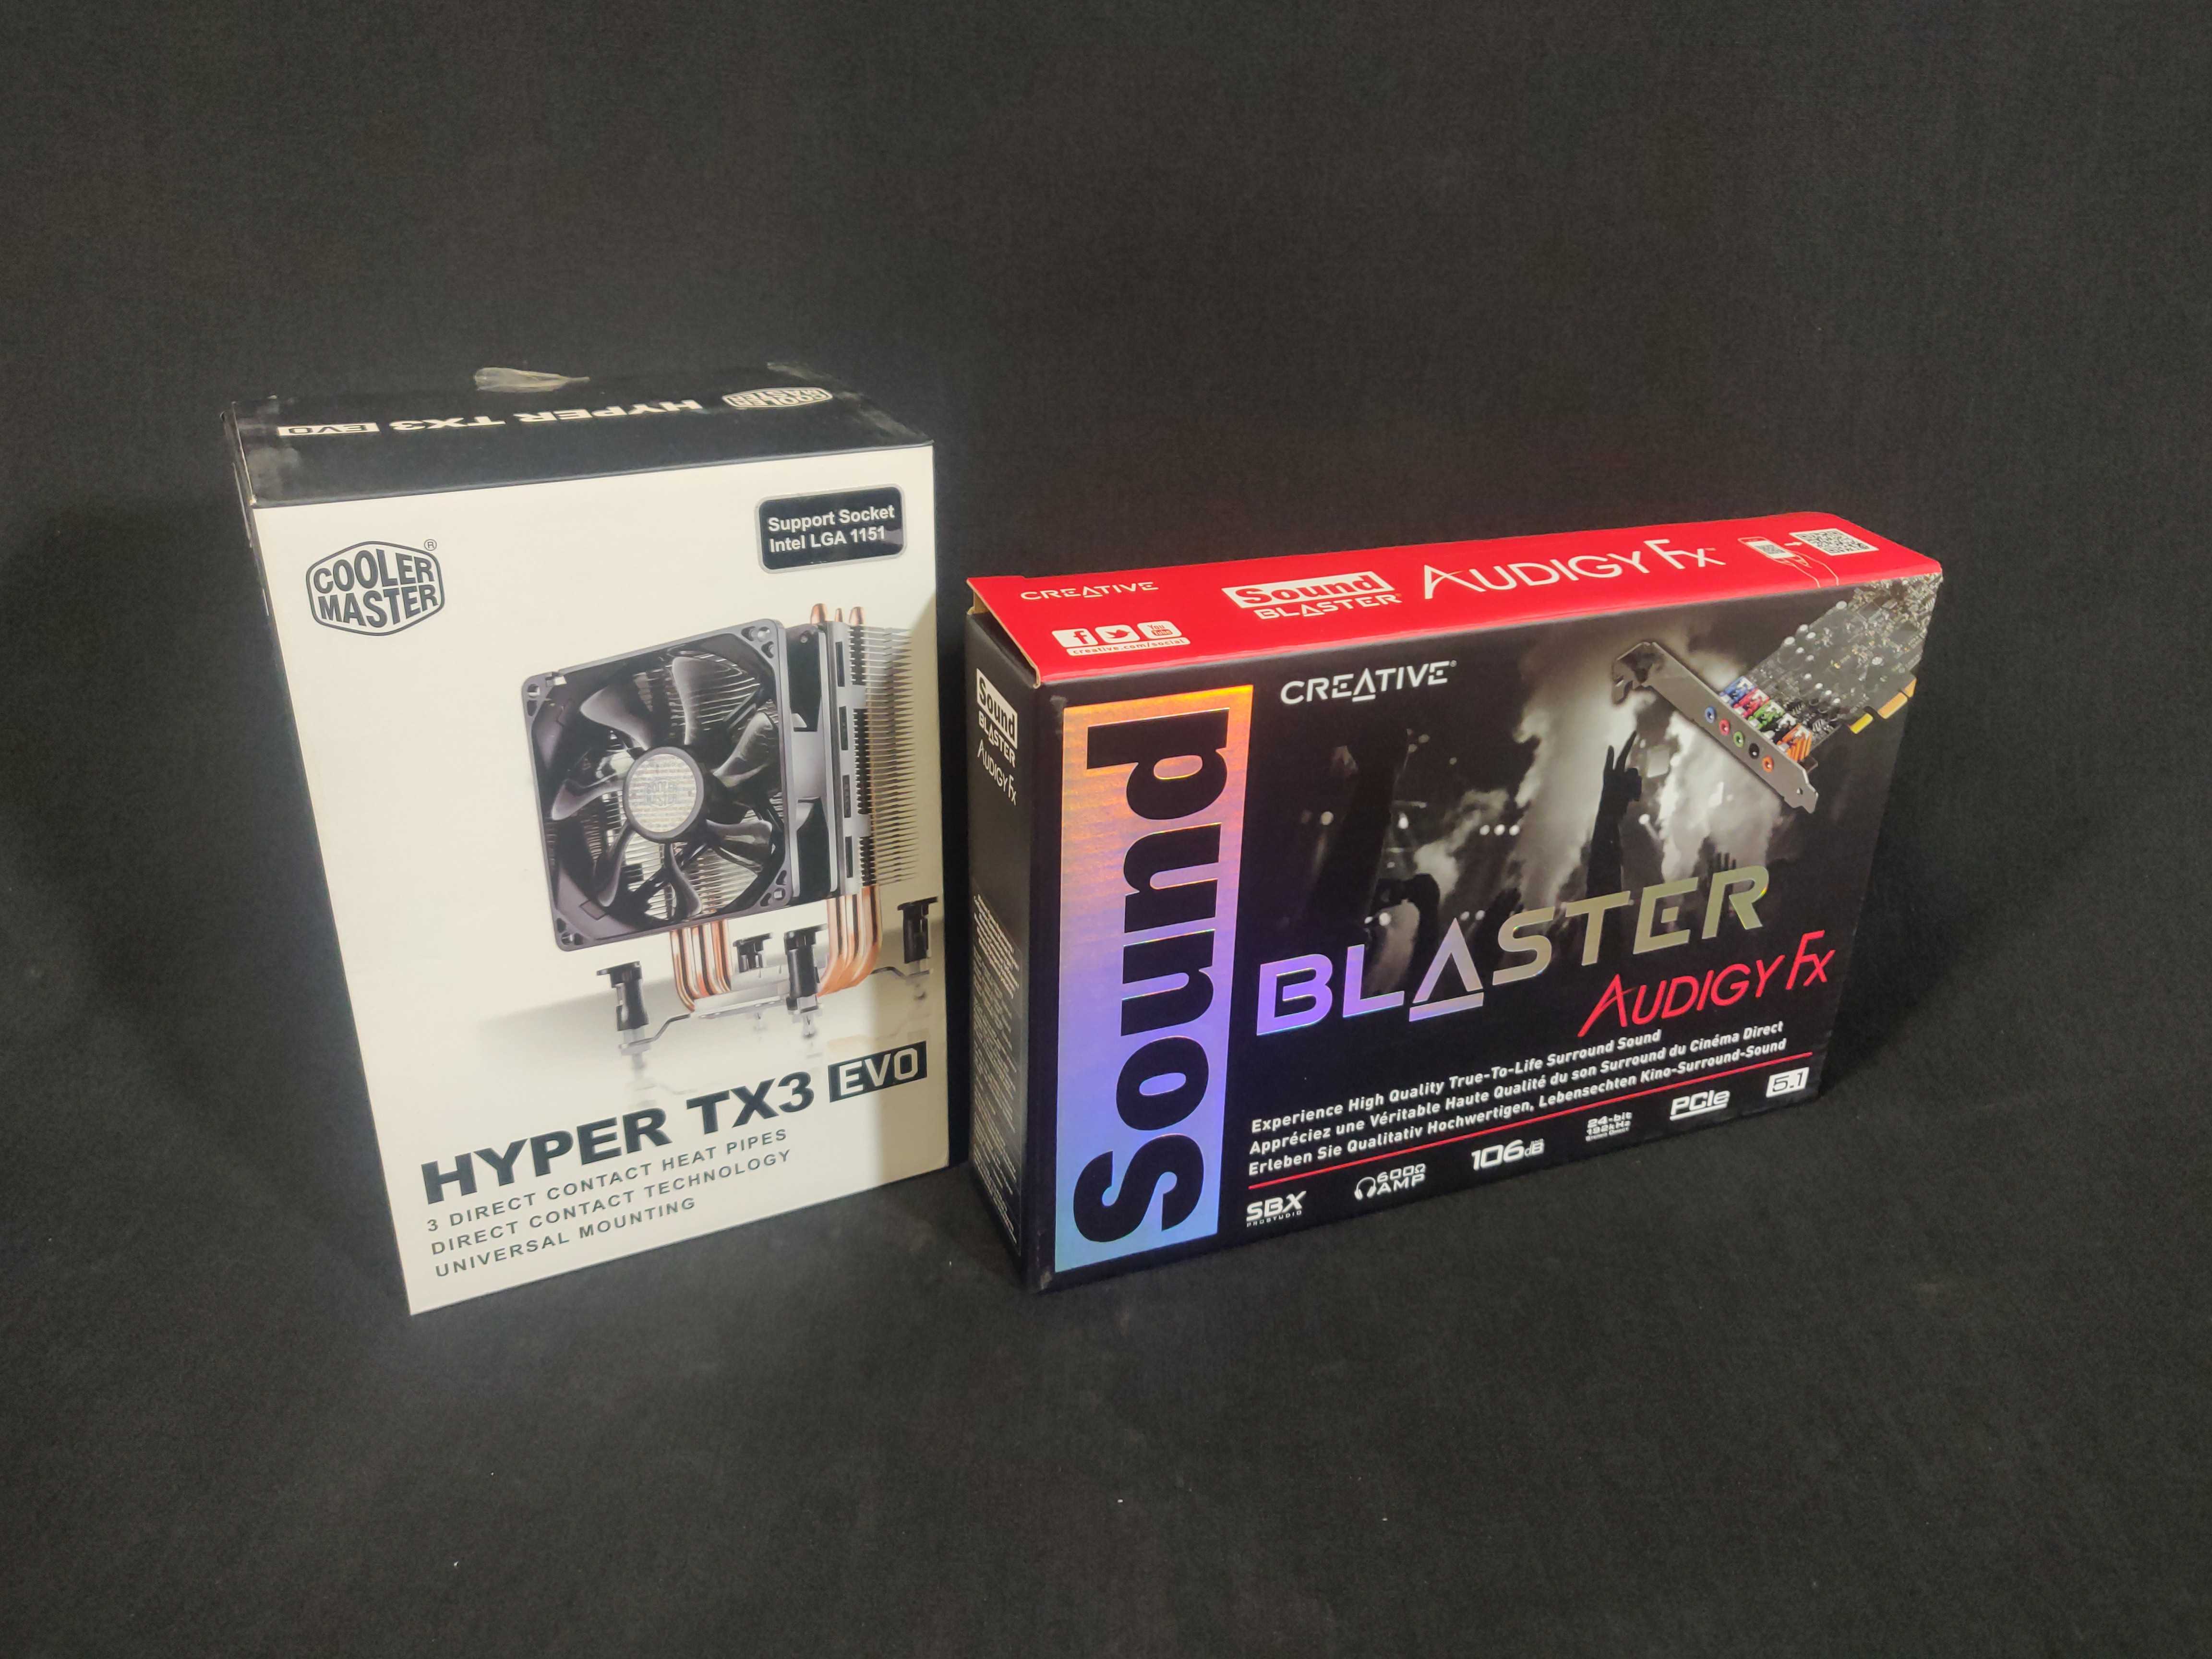 COOLER MASTER
HYPER TX3 EVO
Support Socket
Intel LGA 1151
COOLER
MASTER®
HYPER TX3 EVO
3 DIRECT CONTACT HEAT PIPES
DIRECT CONTACT TECHNOLOGY
UNIVERSAL MOUNTING
CREATIVE
Sound
BLASTER
AUDIGY Fx™
f
You
Tube
creative.com/social
Sound
BLASTER
AUDIGY Fx
CREATIVE®
Sound
BLASTER
AUDIGY Fx
Experience High Quality True-To-Life Surround Sound
Appréciez une Véritable Haute Qualité du son Surround du Cinéma Direct
Erleben Sie Qualitativ Hochwertigen, Lebensechten Kino-Surround-Sound
SBX
PROSTUDIO
600Ω
AMP
106dB
24-bit
192kHz
PCIe
5.1